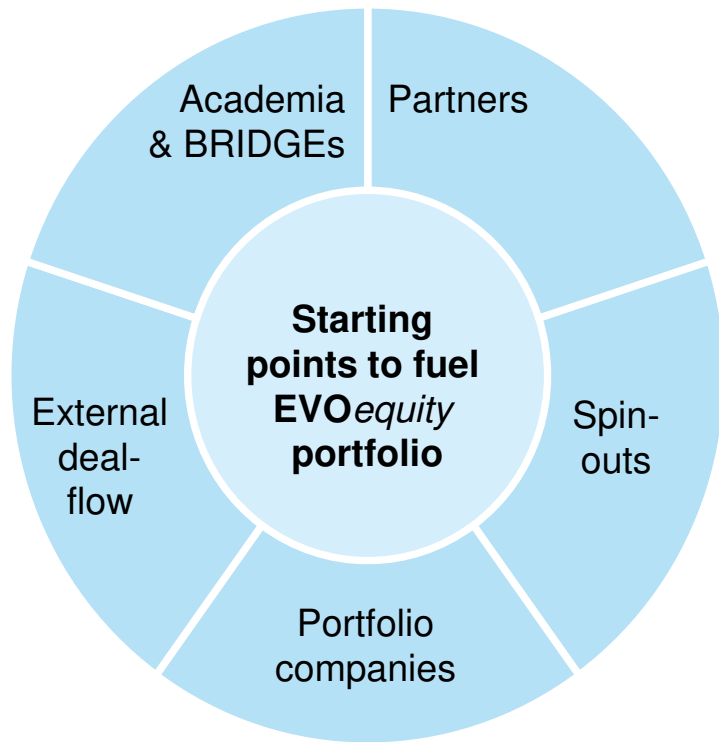 Academia
& BRIDGEs
Partners
Starting
points to fuel
EVOequity
portfolio
External
deal-
flow
Spin-
outs
Portfolio
companies